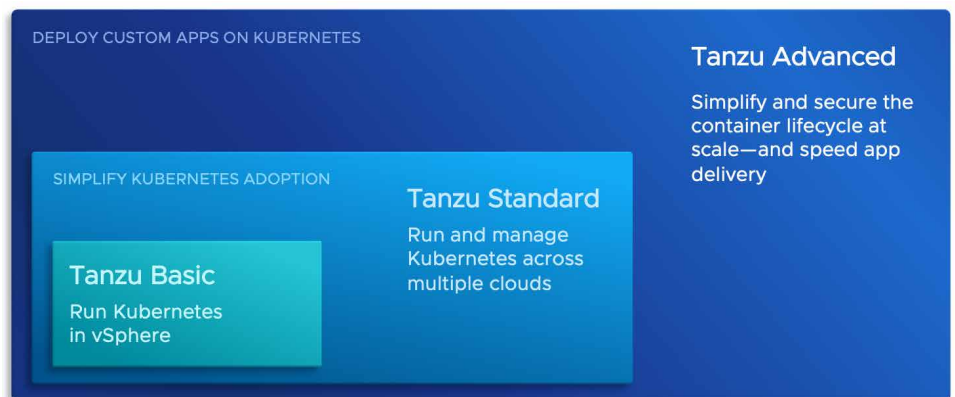 DEPLOY CUSTOM APPS ON KUBERNETES
Tanzu Advanced
Simplify and secure the
container lifecycle at
scale—and speed app
delivery
SIMPLIFY KUBERNETES ADOPTION
Tanzu Standard
Run and manage
Kubernetes across
multiple clouds
Tanzu Basic
Run Kubernetes
in vSphere